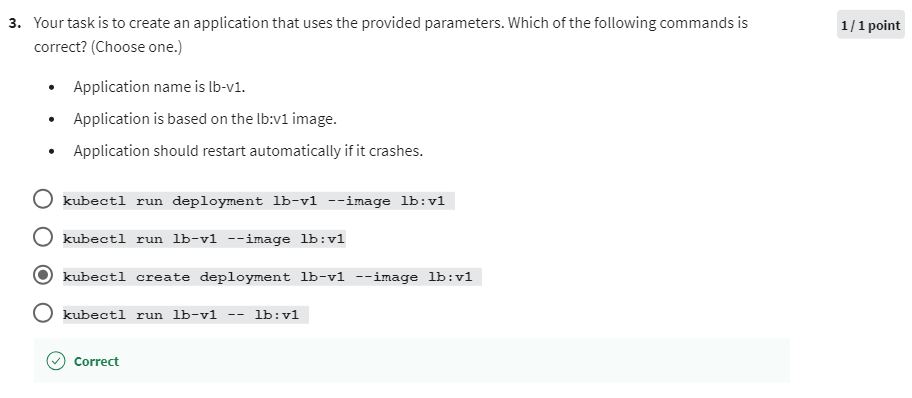 3. Your task is to create an application that uses the provided parameters. Which of the following commands is
1 / 1 point
correct? (Choose one.)
• Application name is lb-v1.
• Application is based on the lb:v1 image.
• Application should restart automatically if it crashes.
kubectl run deployment lb-v1 --image lb:v1
kubectl run lb-v1 --image lb:v1
kubectl create deployment lb-v1 --image lb:v1
kubectl run lb-v1 -- lb:v1
Correct